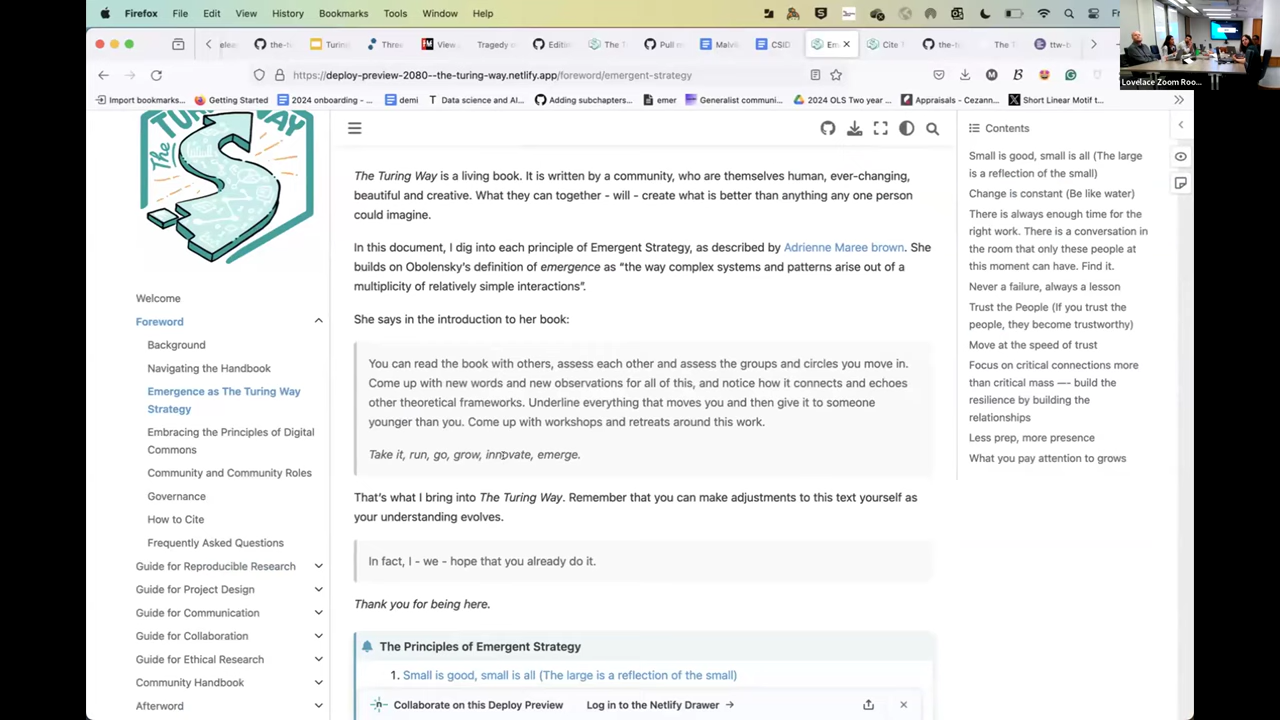 Firefox File Edit View History Bookmarks Tools Window Help
the-t
Turin
Three
View
Tragedy o
Editin
The T
Pull m
Malvi
CSID
Em
Cite
the-t
The T
ttw-b
https://deploy-preview-2080--the-turing-way.netlify.app/foreword/emergent-strategy
Lovelace Zoom Roo...
Import bookmarks... Getting Started 2024 onboarding - ... demi Data science and AI,... Adding subchapters... emer Generalist communi... 2024 OLS Two year ... Appraisals - Cezann... Short Linear Motif t...
The
TURING
WAY
Welcome
Foreword
Background
Navigating the Handbook
Emergence as The Turing Way
Strategy
Embracing the Principles of Digital
Commons
Community and Community Roles
Governance
How to Cite
Frequently Asked Questions
Guide for Reproducible Research
Guide for Project Design
Guide for Communication
Guide for Collaboration
Guide for Ethical Research
Community Handbook
Afterword
The Turing Way is a living book. It is written by a community, who are themselves human, ever-changing,
beautiful and creative. What they can together - will - create what is better than anything any one person
could imagine.
In this document, I dig into each principle of Emergent Strategy, as described by Adrienne Maree brown. She
builds on Obolensky's definition of emergence as “the way complex systems and patterns arise out of a
multiplicity of relatively simple interactions”.
She says in the introduction to her book:
You can read the book with others, assess each other and assess the groups and circles you move in.
Come up with new words and new observations for all of this, and notice how it connects and echoes
other theoretical frameworks. Underline everything that moves you and then give it to someone
younger than you. Come up with workshops and retreats around this work.
Take it, run, go, grow, innovate, emerge.
That's what I bring into The Turing Way. Remember that you can make adjustments to this text yourself as
your understanding evolves.
In fact, I - we - hope that you already do it.
Thank you for being here.
The Principles of Emergent Strategy
1. Small is good, small is all (The large is a reflection of the small)
Collaborate on this Deploy Preview Log in to the Netlify Drawer →
Contents
Small is good, small is all (The large
is a reflection of the small)
Change is constant (Be like water)
There is always enough time for the
right work. There is a conversation in
the room that only these people at
this moment can have. Find it.
Never a failure, always a lesson
Trust the People (If you trust the
people, they become trustworthy)
Move at the speed of trust
Focus on critical connections more
than critical mass —- build the
resilience by building the
relationships
Less prep, more presence
What you pay attention to grows